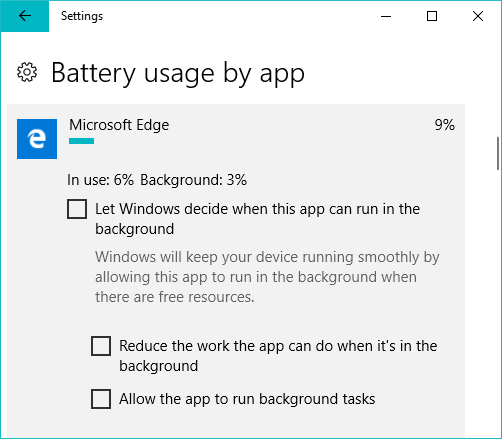 Settings
Battery usage by app
Microsoft Edge 9%
In use: 6% Background: 3%
Let Windows decide when this app can run in the
background
Windows will keep your device running smoothly by
allowing this app to run in the background when
there are free resources.
Reduce the work the app can do when it's in the
background
Allow the app to run background tasks